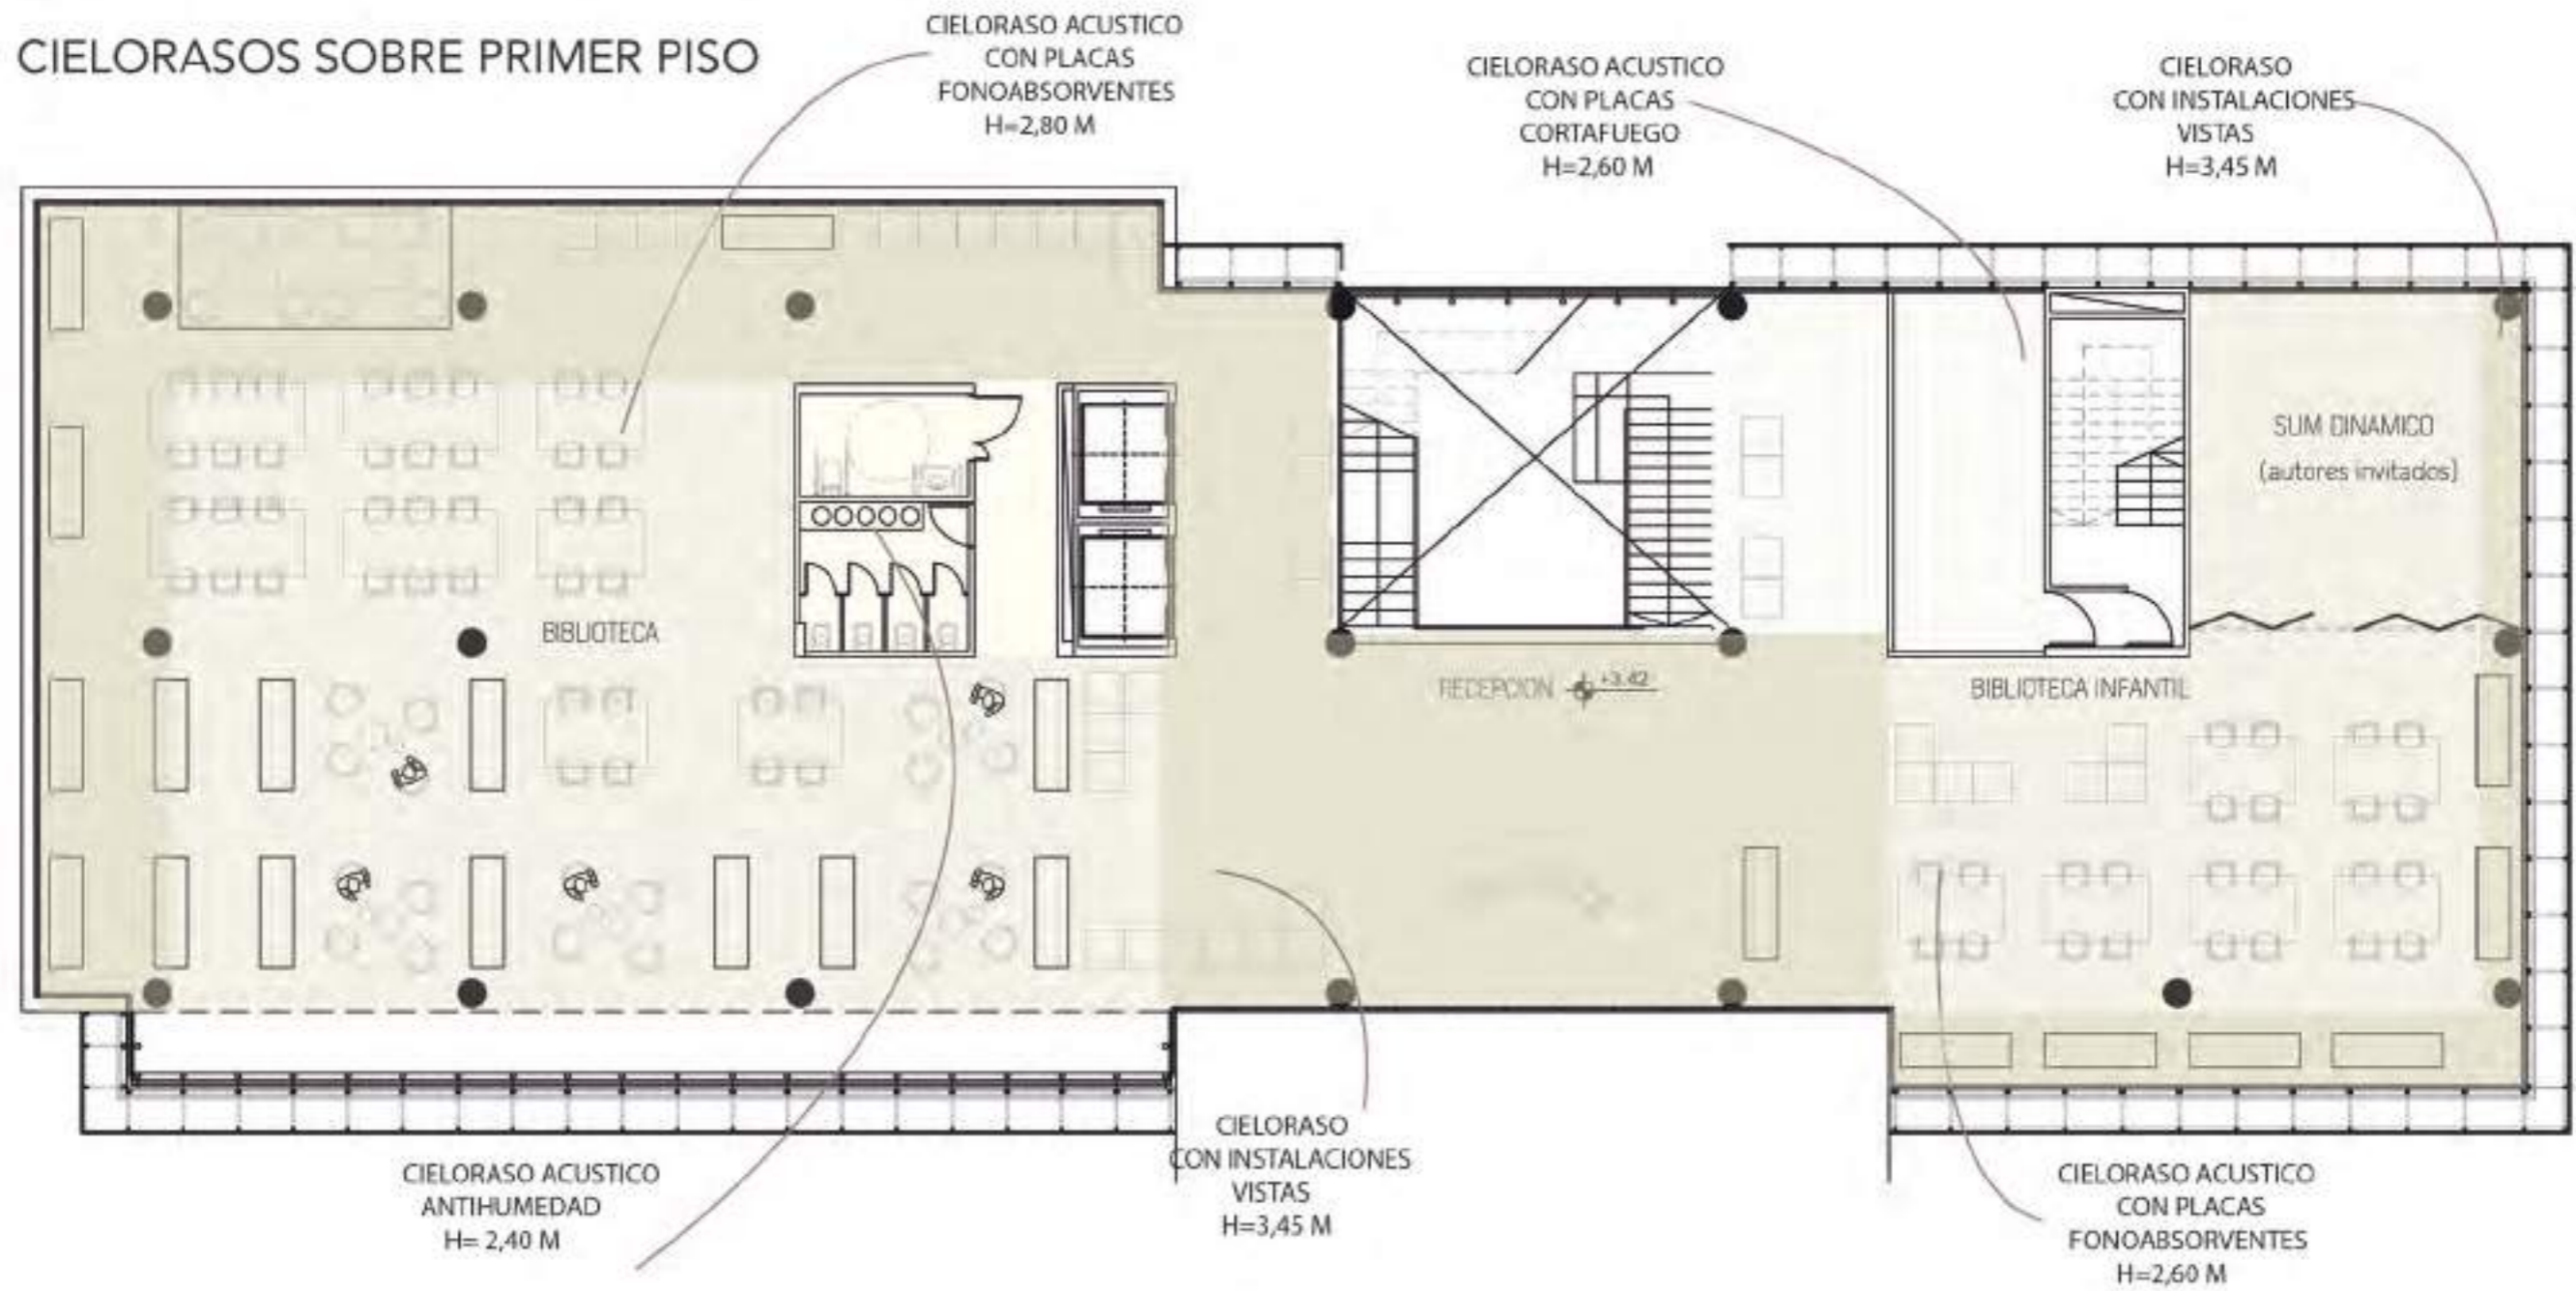 CIELORASOS SOBRE PRIMER PISO
CIELORASO ACUSTICO
CON PLACAS
FONOABSORVENTES
H=2,80 M
CIELORASO ACUSTICO
CON PLACAS
CORTAFUEGO
H=2,60 M
CIELORASO
CON INSTALACIONES
VISTAS
H=3,45 M
SUM DINAMICO
(autores invitados)
BIBLIOTECA
RECEPCION
+3.42
BIBLIOTECA INFANTIL
CIELORASO ACUSTICO
ANTIHUMEDAD
H= 2,40 M
CIELORASO
CON INSTALACIONES
VISTAS
H=3,45 M
CIELORASO ACUSTICO
CON PLACAS
FONOABSORVENTES
H=2,60 M